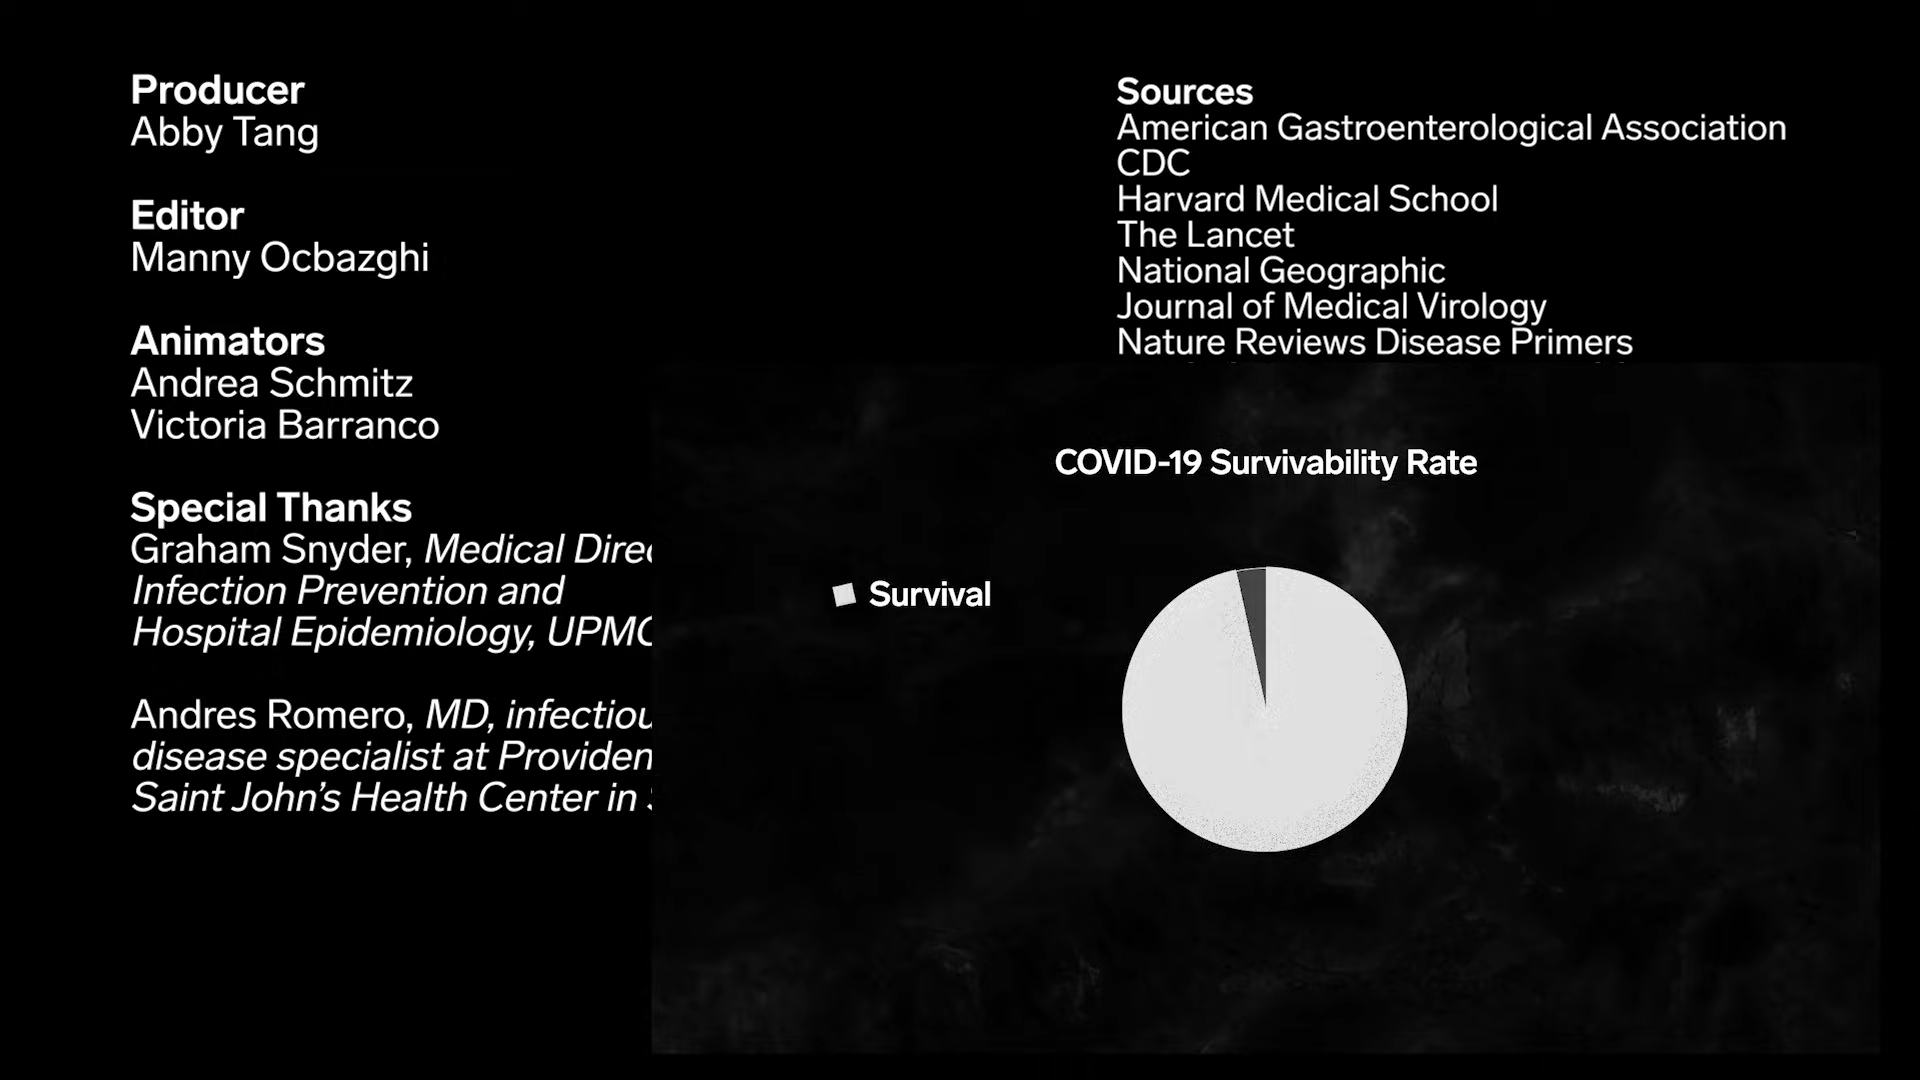 Producer
Abby Tang
Editor
Manny Ocbazghi
Animators
Andrea Schmitz
Victoria Barranco
Special Thanks
Graham Snyder, Medical Direc
Infection Prevention and
Hospital Epidemiology, UPMC
Andres Romero, MD, infectiou
disease specialist at Providen
Saint John's Health Center in
Sources
American Gastroenterological Association
CDC
Harvard Medical School
The Lancet
National Geographic
Journal of Medical Virology
Nature Reviews Disease Primers
COVID-19 Survivability Rate
Survival